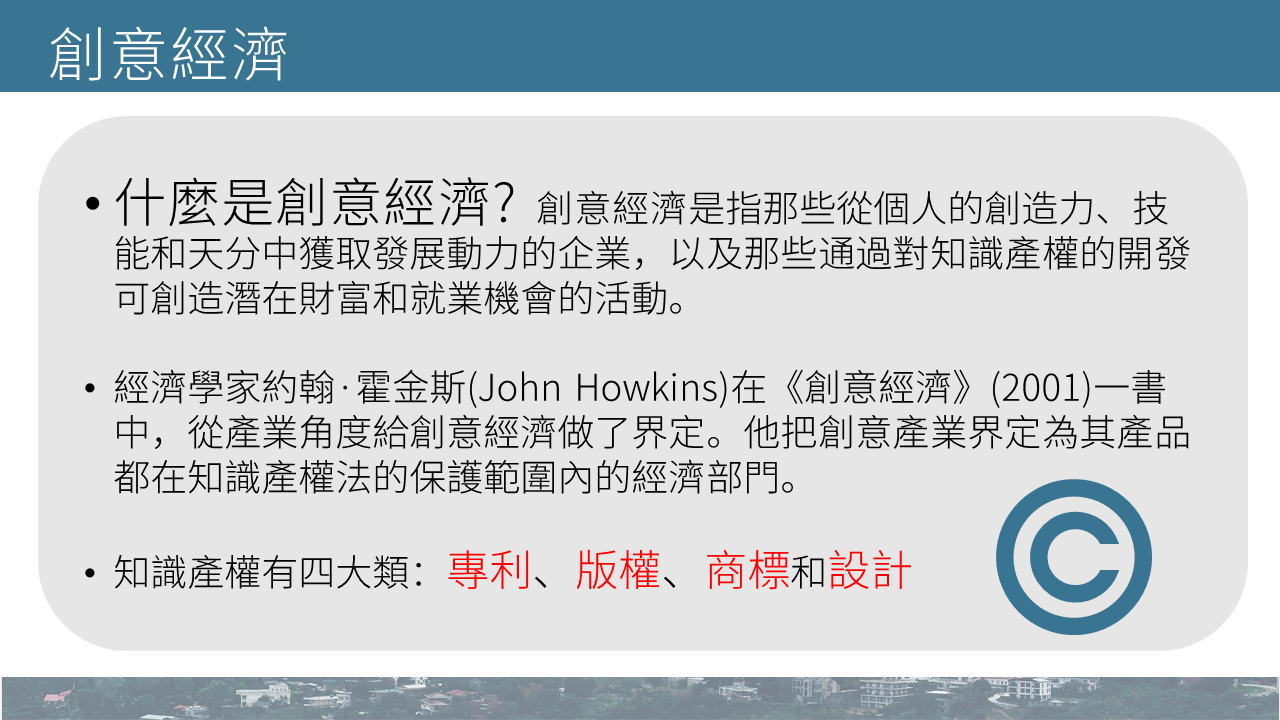 創意經濟
• 什麼是創意經濟？創意經濟是指那些從個人的創造力、技
能和天分中獲取發展動力的企業，以及那些通過對知識產權的開發
可創造潛在財富和就業機會的活動。
• 經濟學家約翰·霍金斯(John Howkins)在《創意經濟》(2001)一書
中，從產業角度給創意經濟做了界定。他把創意產業界定為其產品
都在知識產權法的保護範圍內的經濟部門。
• 知識產權有四大類：專利、版權、商標和設計